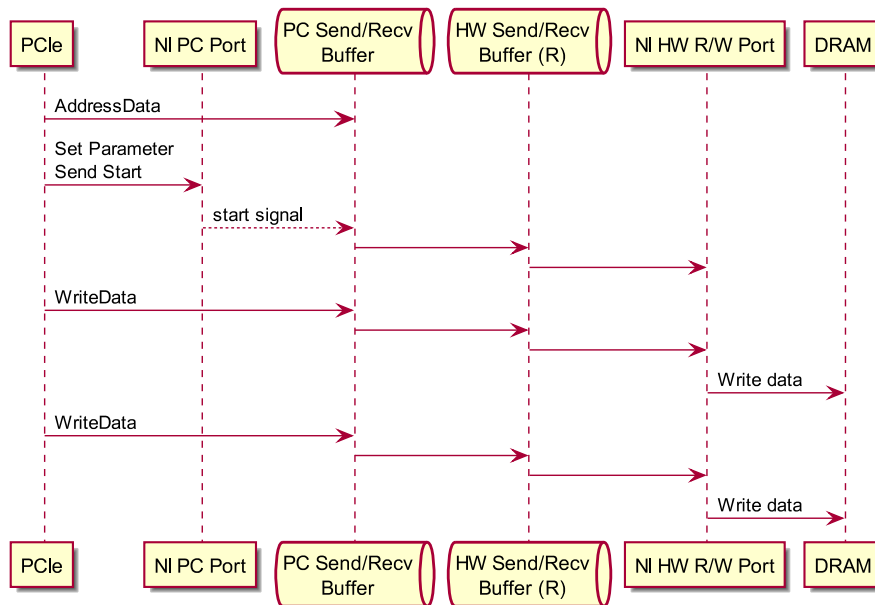 PCIe
NI PC Port
PC Send/Recv
Buffer
HW Send/Recv
Buffer (R)
NI HW R/W Port
DRAM
AddressData
Set Parameter
Send Start
start signal
WriteData
Write data
WriteData
Write data
PCIe
NI PC Port
PC Send/Recv
Buffer
HW Send/Recv
Buffer (R)
NI HW R/W Port
DRAM